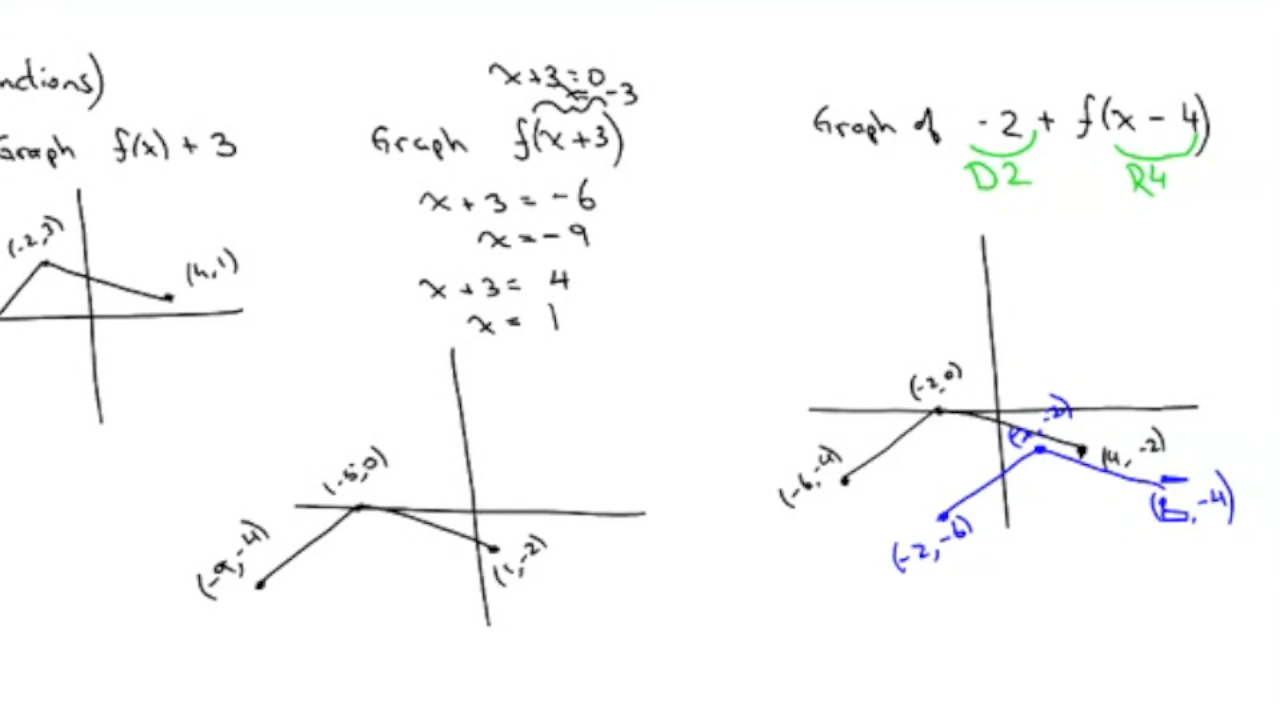 nctions)
Graph f(x) + 3
(-2,3)
(4,1)
x+3=0
x=-3
Graph f(x+3)
x + 3 = -6
x = -9
x + 3 = 4
x = 1
(-5,0)
(-9,-4)
(1,-2)
Graph of -2 + f(x - 4)
D2
R4
(-2,0)
(-6,-4)
(4,-2)
(-2,-6)
,-2)
,-4)